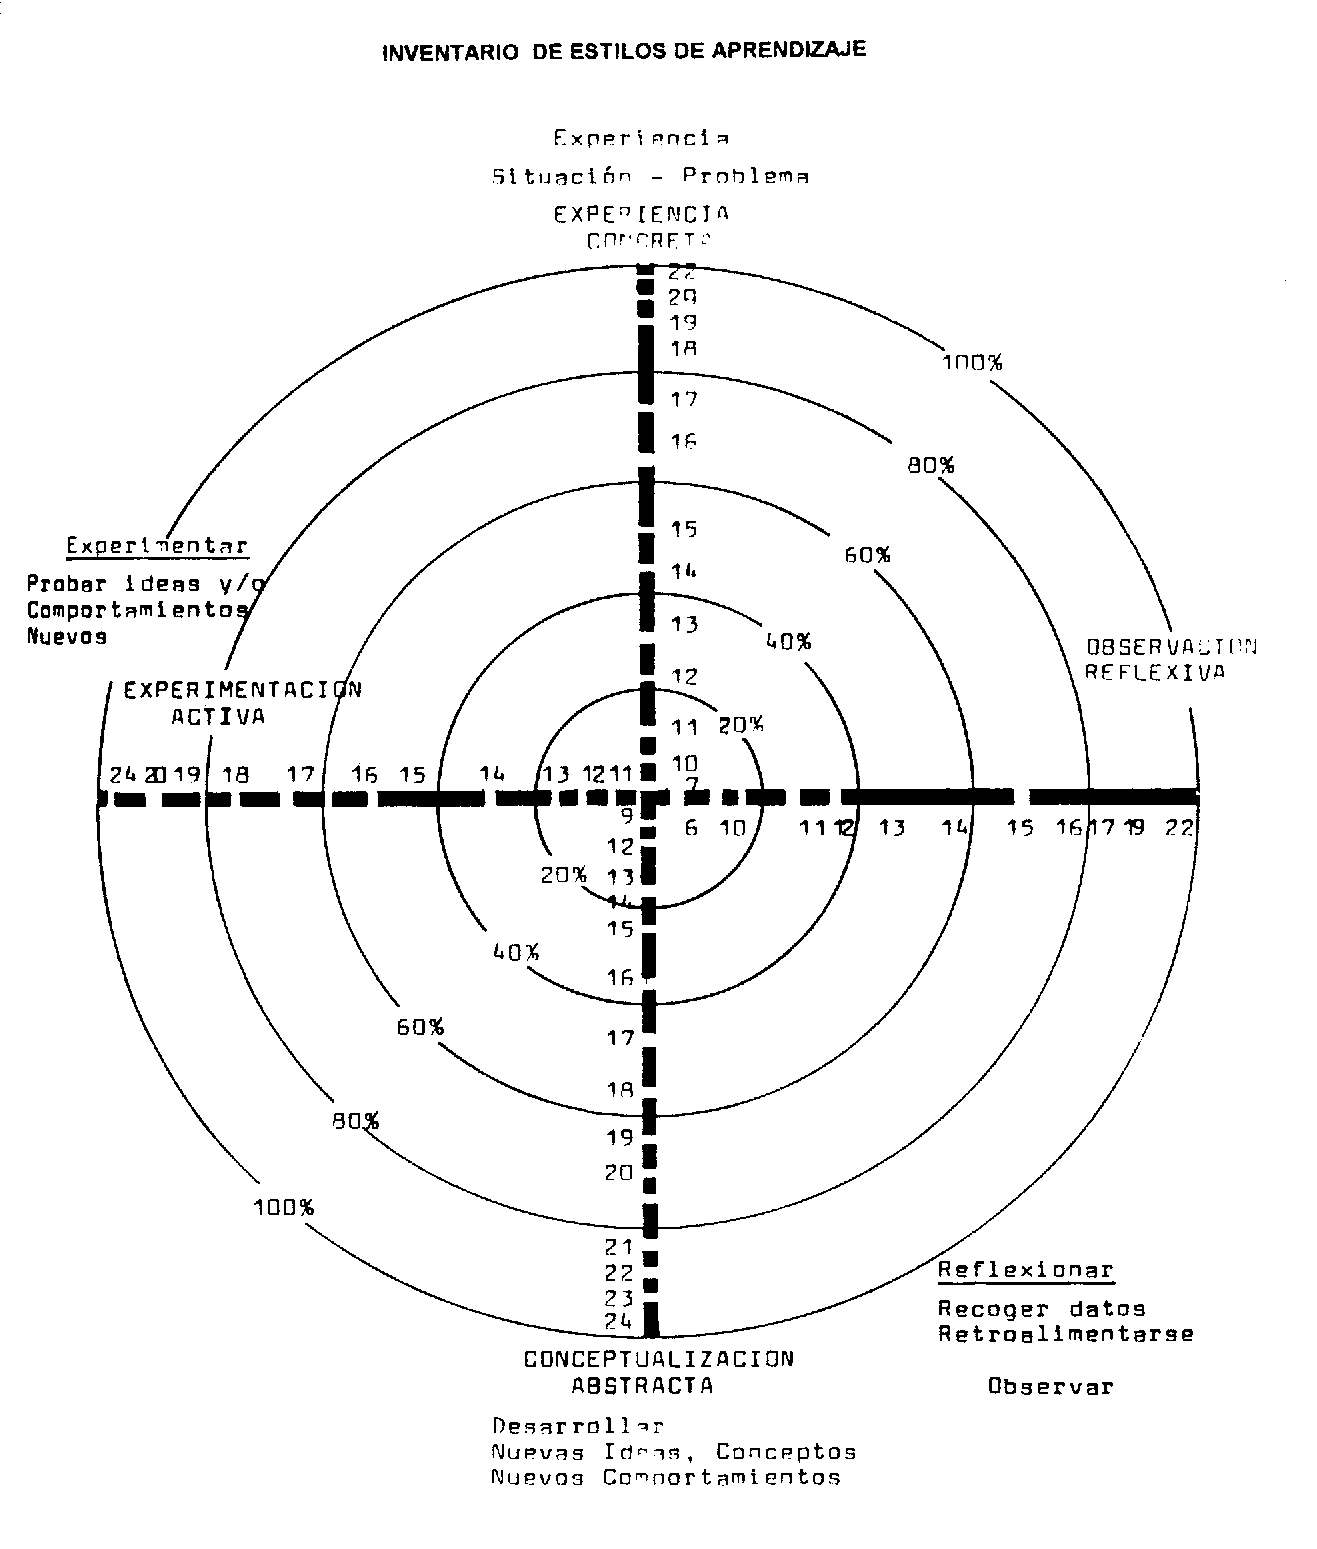 INVENTARIO DE ESTILOS DE APRENDIZAJE
Experiencia
Situación - Problema
EXPERIENCIA
CONCRETA
22
20
19
18
100%
17
16
80%
15
60%
14
13
40%
12
11
20%
10
7
Experimentar
Probar ideas y/o
Comportamientos
Nuevos
OBSERVACION
REFLEXIVA
EXPERIMENTACION
ACTIVA
24 20 19 18 17 16 15 14 13 12 11
9
6 10 11 12 13 14 15 16 17 19 22
12
20% 13
14
15
40%
16
60%
17
18
80%
19
20
100%
21
22
23
24
Reflexionar
Recoger datos
Retroalimentarse
Observar
CONCEPTUALIZACION
ABSTRACTA
Desarrollar
Nuevas Ideas, Conceptos
Nuevos Comportamientos